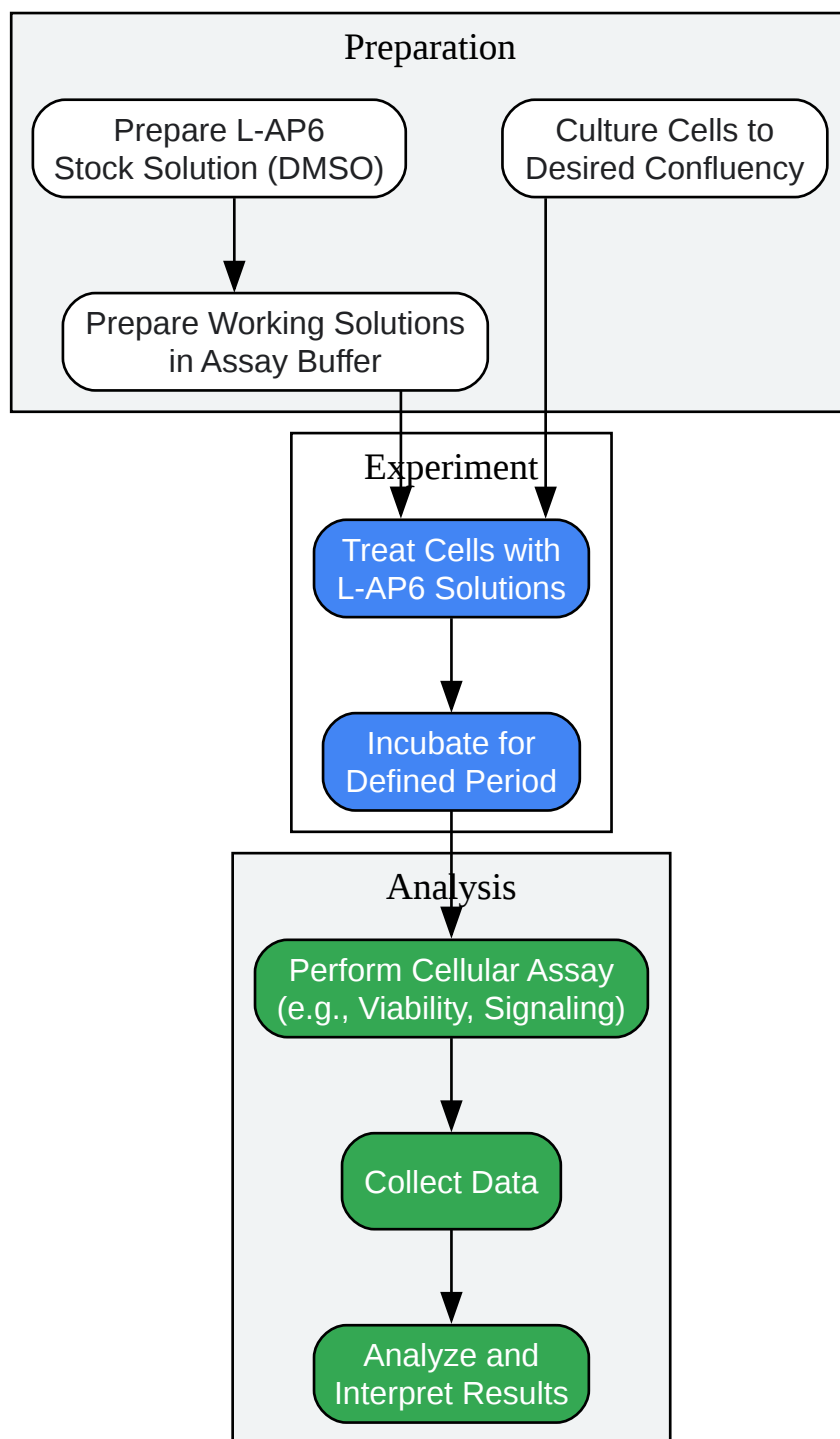 Preparation
Prepare L-AP6
Stock Solution (DMSO)
Culture Cells to
Desired Confluency
Prepare Working Solutions
in Assay Buffer
Experiment
Treat Cells with
L-AP6 Solutions
Incubate for
Defined Period
Analysis
Perform Cellular Assay
(e.g., Viability, Signaling)
Collect Data
Analyze and
Interpret Results